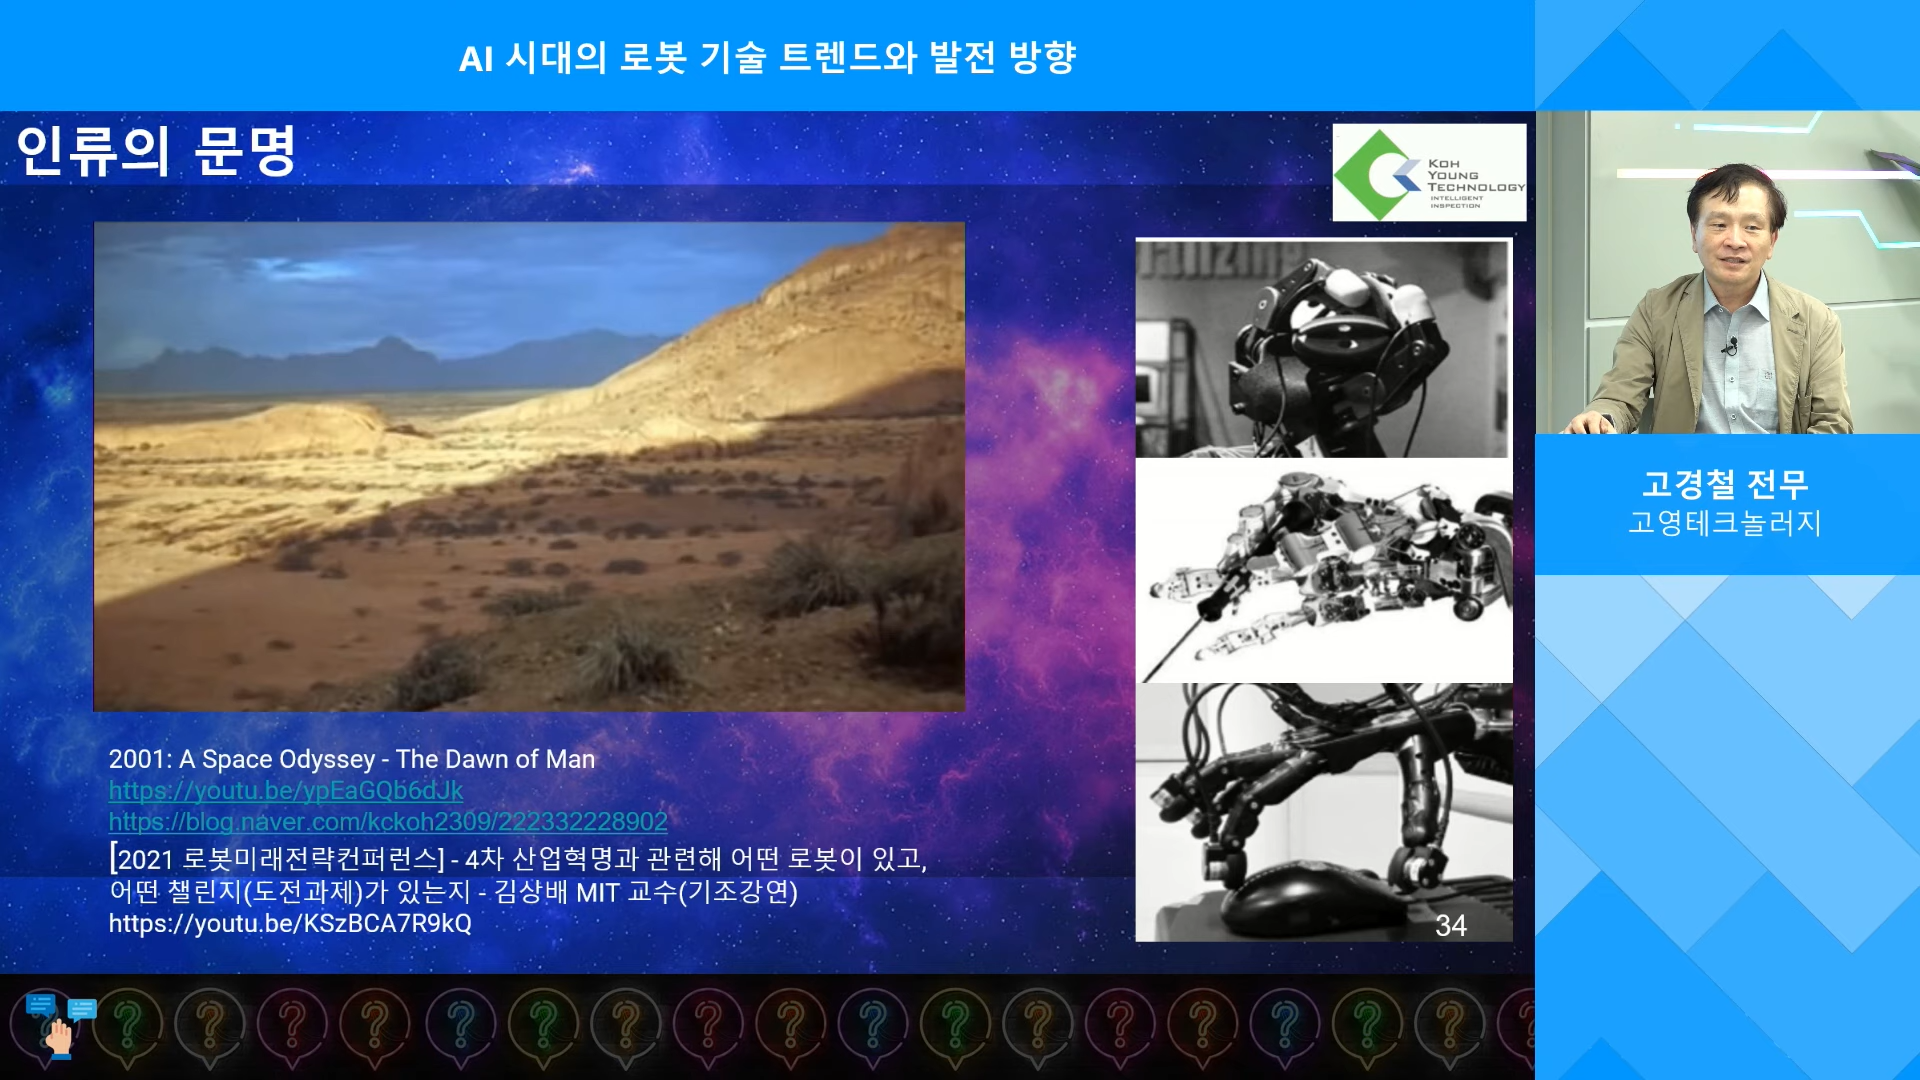 AI 시대의 로봇 기술 트렌드와 발전 방향
인류의 문명
KOH
YOUNG
TECHNOLOGY
INTELLIGENT
INSPECTION
고경철 전무
고영테크놀러지
2001: A Space Odyssey - The Dawn of Man
https://youtu.be/ypEaGQb6dJk
https://blog.naver.com/kckoh2309/222332228902
[2021 로봇미래전략컨퍼런스] - 4차 산업혁명과 관련해 어떤 로봇이 있고,
어떤 챌린지(도전과제)가 있는지 - 김상배 MIT 교수(기조강연)
https://youtu.be/KSzBCA7R9kQ
34